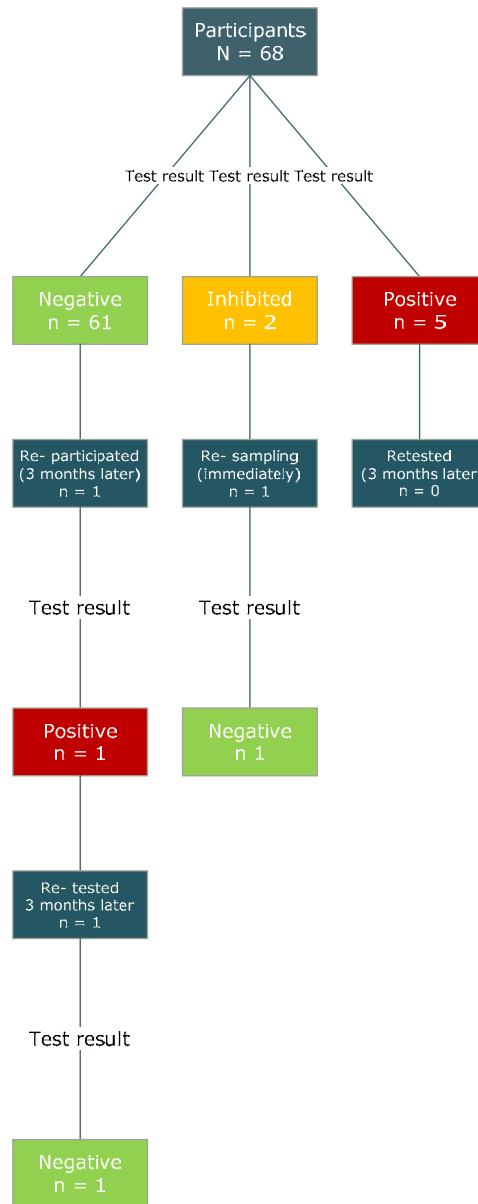 Participants
N = 68
Test result Test result Test result
Negative
n = 61
Inhibited
n = 2
Positive
n = 5
Re- participated
(3 months later)
n = 1
Re- sampling
(immediately)
n = 1
Retested
(3 months later
n = 0
Test result
Test result
Positive
n = 1
Negative
n 1
Re- tested
3 months later
n = 1
Test result
Negative
n = 1